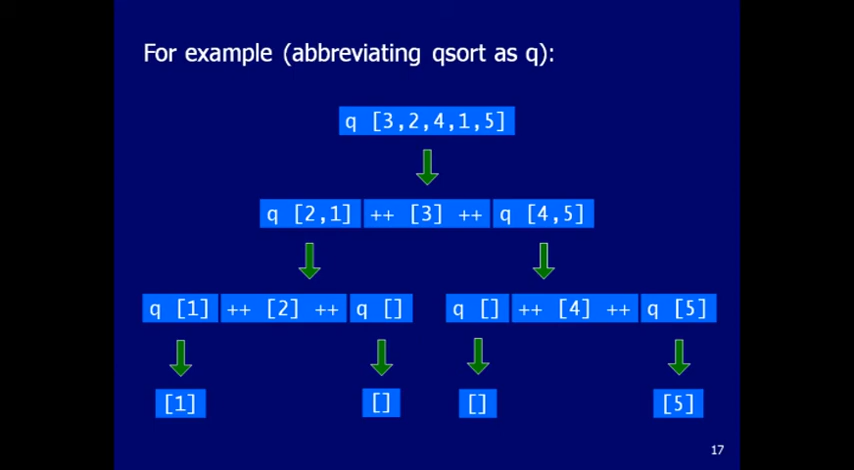 For example (abbreviating qsort as q):
q [3,2,4,1,5]
q [2,1] ++ [3] ++ q [4,5]
q [1] ++ [2] ++ q [] q [] ++ [4] ++ q [5]
[1] [] [] [5]
17